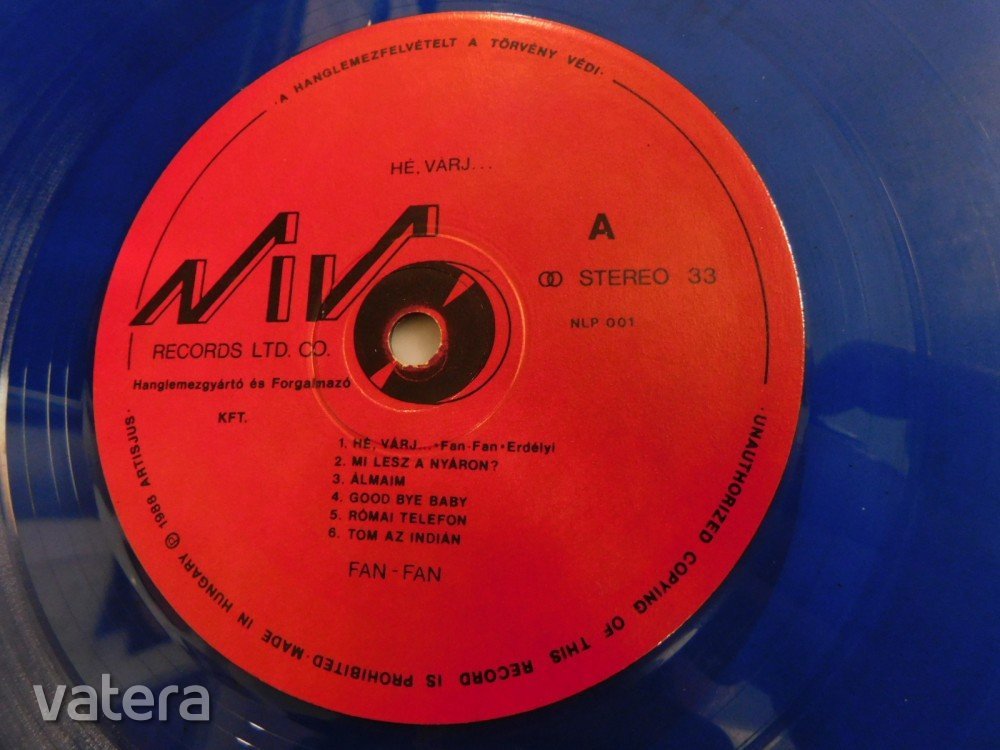 ·A HANGLEMEZFELVÉTELT A TÖRVÉNY VÉDI·
HÉ, VÁRJ...
NiVÓ
RECORDS LTD. CO.
Hanglemezgyártó és Forgalmazó
KFT.
A
STEREO 33
NLP 001
1. HÉ, VÁRJ...•Fan-Fan•Erdélyi
2. MI LESZ A NYÁRON?
3. ÁLMAIM
4. GOOD BYE BABY
5. RÓMAI TELEFON
6. TOM AZ INDIÁN
FAN-FAN
·UNAUTHORIZED COPYING OF THIS RECORD IS PROHIBITED·MADE IN HUNGARY ℗ 1988 ARTISJUS·
vatera